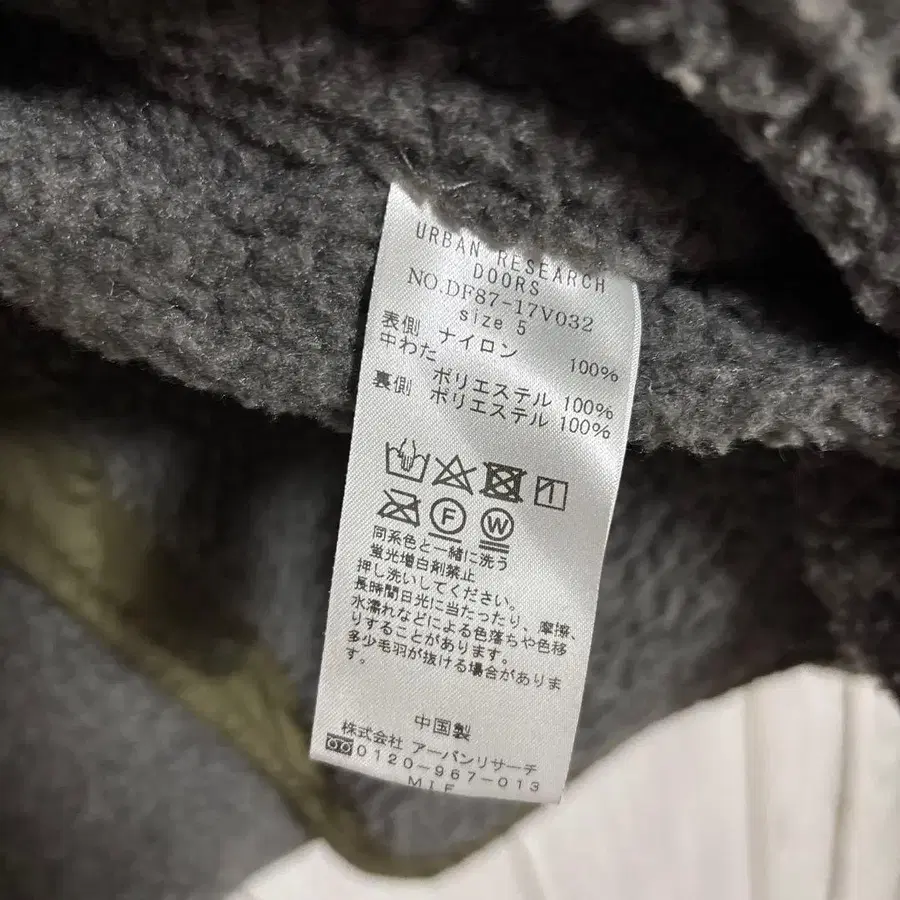 URBAN RESEARCH
DOORS
NO.DF87-17V032
size 5
表側 ナイロン 100%
中わた
ポリエステル 100%
裏側 ポリエステル 100%
F W
同系色と一緒に洗う
蛍光増白剤禁止
押し洗いしてください。
長時間日光に当たったり、摩擦、
水濡れなどによる色落ちや色移
りすることがあります。
多少毛羽が抜ける場合がありま
す。
中国製
株式会社 アーバンリサーチ
0120-967-013